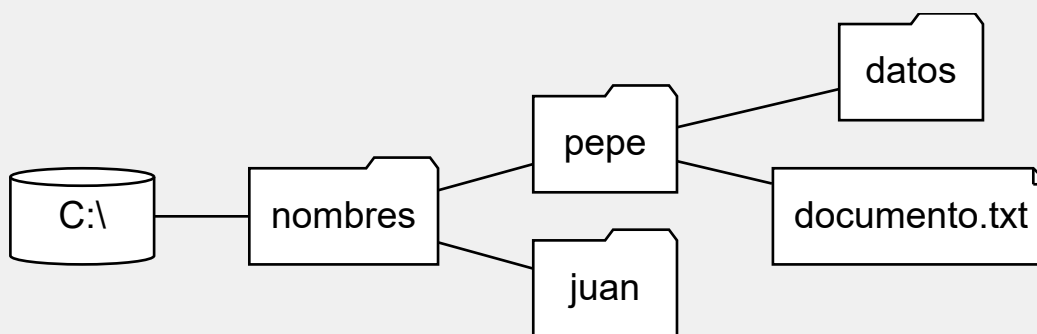 C:\
nombres
pepe
juan
datos
documento.txt